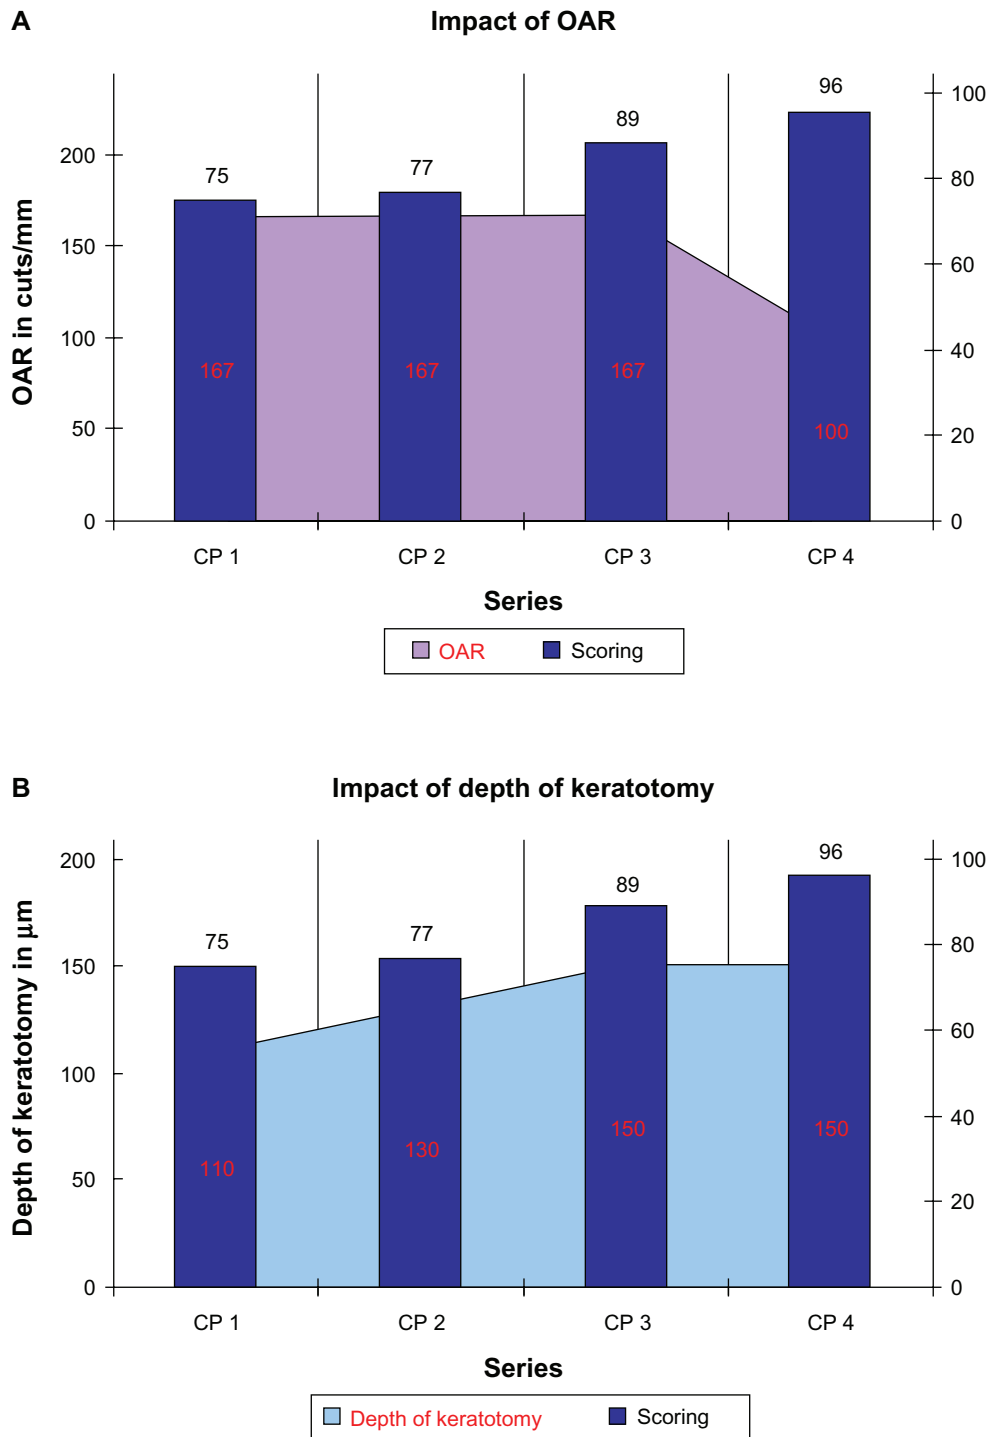 A
Impact of OAR
OAR in cuts/mm
200
150
100
50
0
100
80
60
40
20
0
75
77
89
96
167
167
167
100
CP 1
CP 2
CP 3
CP 4
Series
OAR
Scoring
B
Impact of depth of keratotomy
Depth of keratotomy in μm
200
150
100
50
0
100
80
60
40
20
0
75
77
89
96
110
130
150
150
CP 1
CP 2
CP 3
CP 4
Series
Depth of keratotomy
Scoring